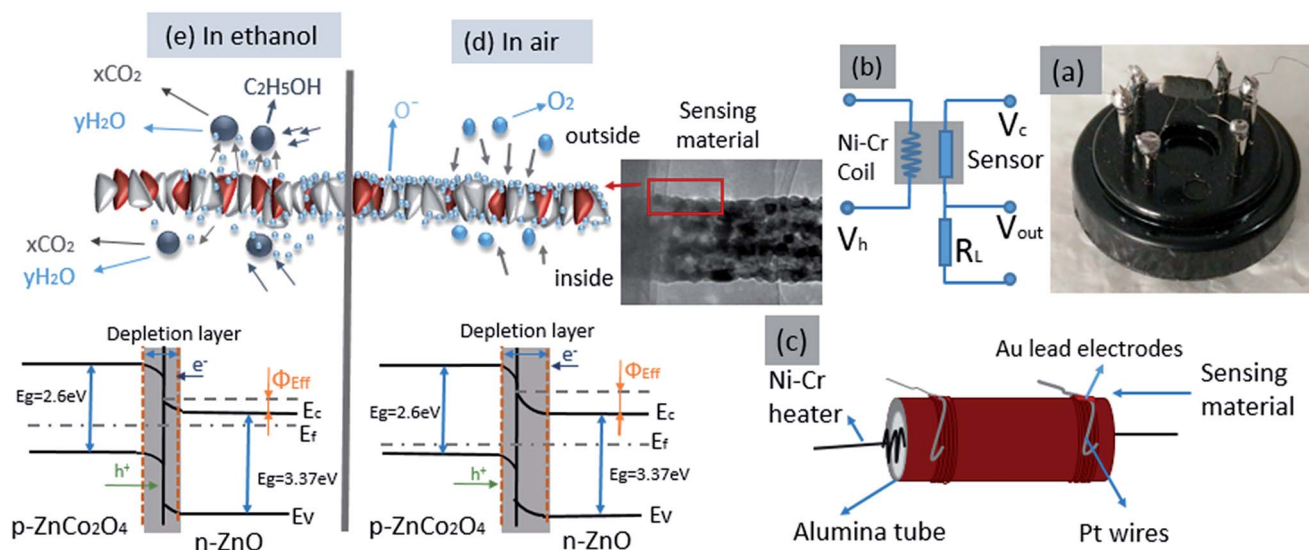 (e) In ethanol
xCO₂
C₂H₅OH
yH₂O
xCO₂
yH₂O
(d) In air
O⁻
O₂
outside
inside
Sensing
material
(b)
Ni-Cr
Coil
Vₕ
V꜀
Sensor
Vout
R_L
(a)
Depletion layer
e⁻
ΦEff
Eg=2.6eV
Ec
Ef
Eg=3.37eV
h⁺
Ev
p-ZnCo₂O₄
n-ZnO
Depletion layer
e⁻
ΦEff
Eg=2.6eV
Ec
Ef
Eg=3.37eV
h⁺
Ev
p-ZnCo₂O₄
n-ZnO
(c)
Ni-Cr
heater
Au lead electrodes
Sensing
material
Alumina tube
Pt wires